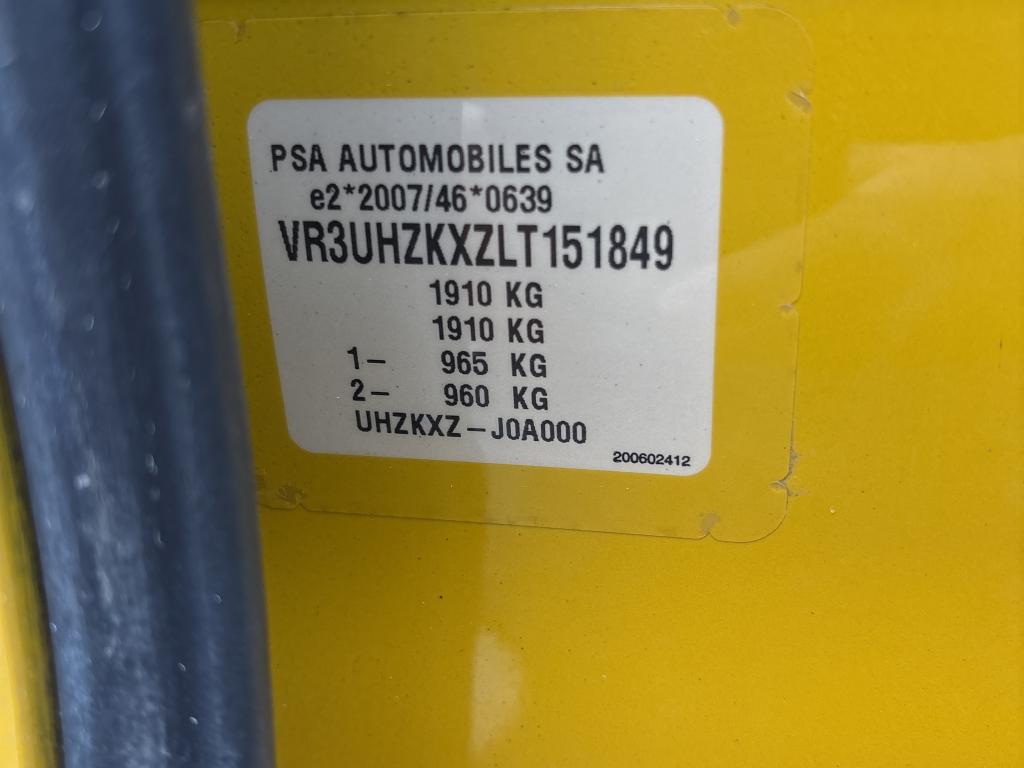 PSA AUTOMOBILES SA
e2*2007/46*0639
VR3UHZKXZLT151849
1910 KG
1910 KG
1- 965 KG
2- 960 KG
UHZKXZ-J0A000
200602412